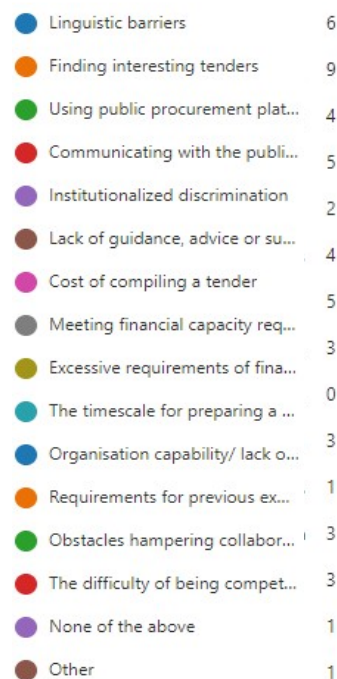 Linguistic barriers 6
Finding interesting tenders 9
Using public procurement plat... 4
Communicating with the publi... 5
Institutionalized discrimination 2
Lack of guidance, advice or su... 4
Cost of compiling a tender 5
Meeting financial capacity req... 3
Excessive requirements of fina... 0
The timescale for preparing a ... 3
Organisation capability/ lack o... 1
Requirements for previous ex... 3
Obstacles hampering collabor... 3
The difficulty of being compet... 1
None of the above 1
Other